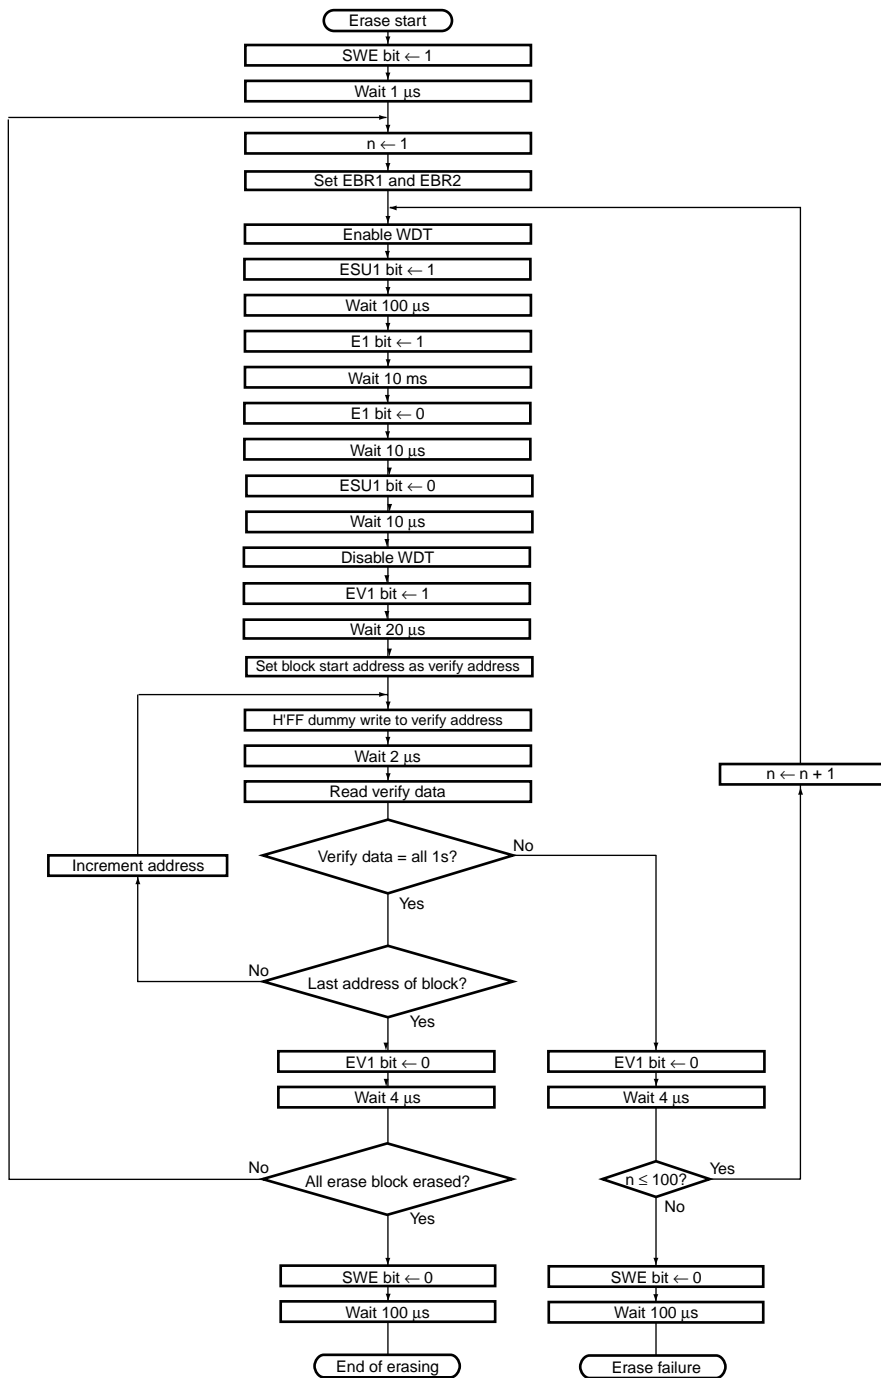 Erase start
SWE bit ← 1
Wait 1 μs
n ← 1
Set EBR1 and EBR2
Enable WDT
ESU1 bit ← 1
Wait 100 μs
E1 bit ← 1
Wait 10 ms
E1 bit ← 0
Wait 10 μs
ESU1 bit ← 0
Wait 10 μs
Disable WDT
EV1 bit ← 1
Wait 20 μs
Set block start address as verify address
H'FF dummy write to verify address
Wait 2 μs
n ← n + 1
Read verify data
No
Verify data = all 1s?
Increment address
Yes
No
Last address of block?
Yes
EV1 bit ← 0
EV1 bit ← 0
Wait 4 μs
Wait 4 μs
No
All erase block erased?
n ≤ 100?
Yes
Yes
No
SWE bit ← 0
SWE bit ← 0
Wait 100 μs
Wait 100 μs
End of erasing
Erase failure